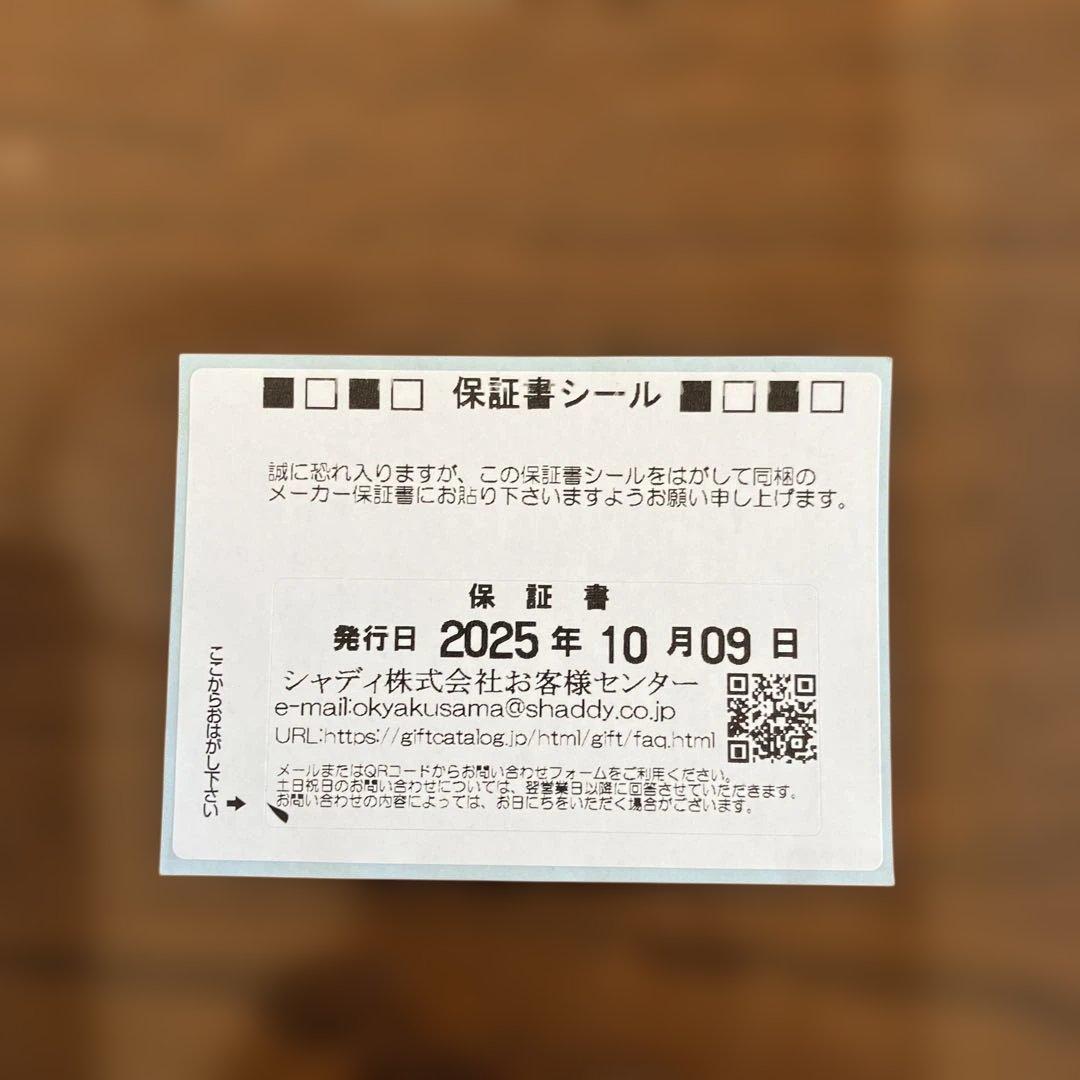 ■□■□ 保証書シール ■□■□
誠に恐れ入りますが、この保証書シールをはがして同梱の
メーカー保証書にお貼り下さいますようお願い申し上げます。
保 証 書
発行日 2025年 10月09日
シャディ株式会社お客様センター
e-mail:okyakusama@shaddy.co.jp
URL:https://giftcatalog.jp/html/gift/faq.html
メールまたはQRコードからお問い合わせフォームをご利用ください。
土日祝日のお問い合わせについては、翌営業日以降に回答させていただきます。
お問い合わせの内容によっては、お日にちをいただく場合がございます。
ここからおはがし下さい➡